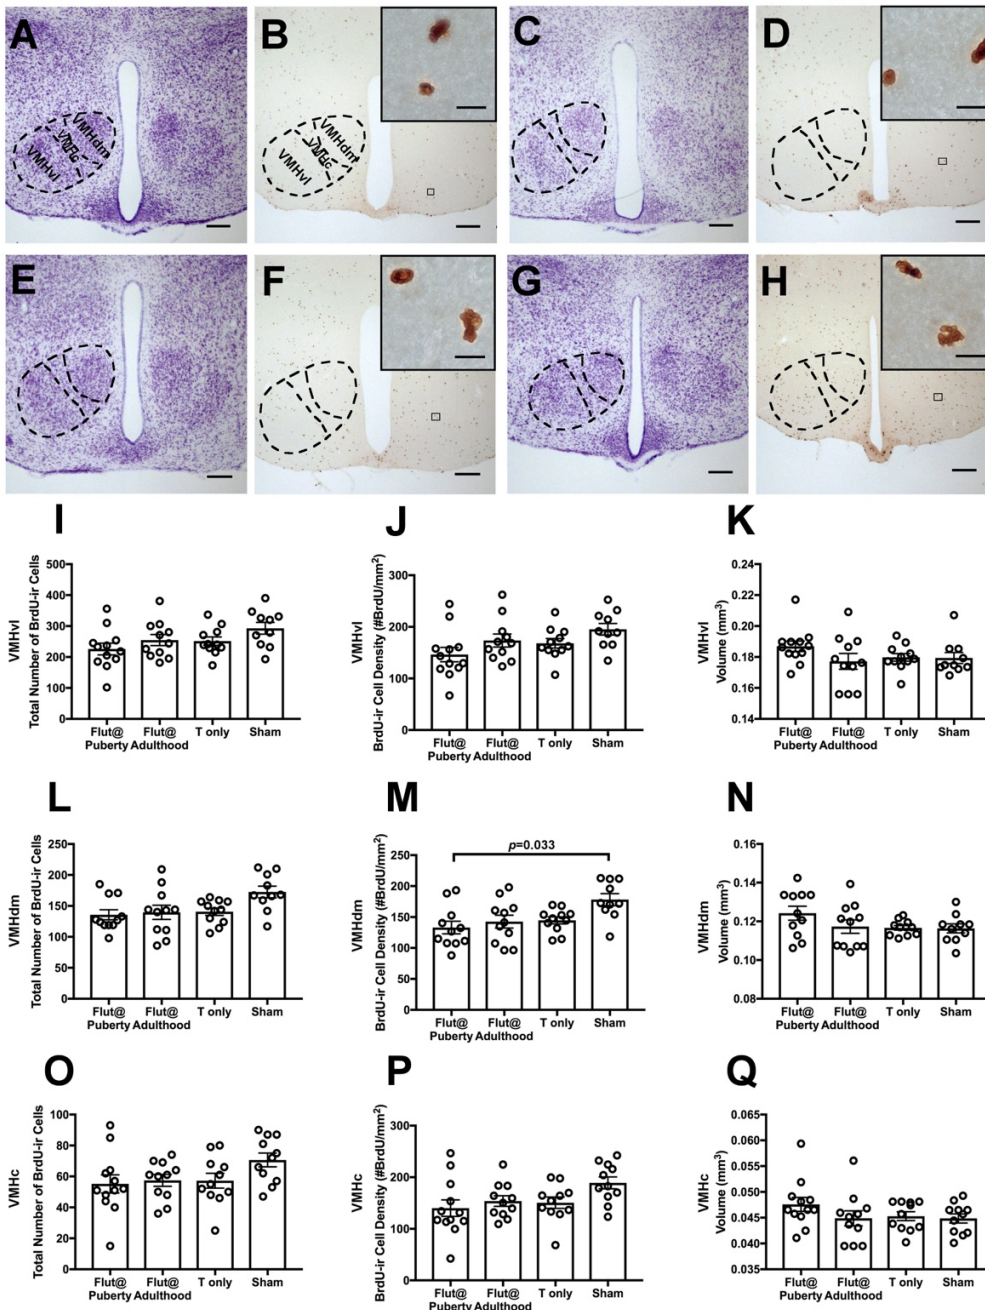 A
B
C
D
VMHdm
VMHc
VMHvl
VMHdm
VMHc
VMHvl
E
F
G
H
I
J
K
VMHvl
Total Number of BrdU-ir Cells
500
400
300
200
100
0
Flut@ Flut@ T only Sham
Puberty Adulthood
VMHvl
BrdU-ir Cell Density (#BrdU/mm²)
300
200
100
0
Flut@ Flut@ T only Sham
Puberty Adulthood
VMHvl
Volume (mm³)
0.24
0.22
0.20
0.18
0.16
0.14
Flut@ Flut@ T only Sham
Puberty Adulthood
L
M
N
VMHdm
Total Number of BrdU-ir Cells
250
200
150
100
50
0
Flut@ Flut@ T only Sham
Puberty Adulthood
VMHdm
BrdU-ir Cell Density (#BrdU/mm²)
250
200
150
100
50
0
p=0.033
Flut@ Flut@ T only Sham
Puberty Adulthood
VMHdm
Volume (mm³)
0.16
0.14
0.12
0.10
0.08
Flut@ Flut@ T only Sham
Puberty Adulthood
O
P
Q
VMHc
Total Number of BrdU-ir Cells
100
80
60
40
20
0
Flut@ Flut@ T only Sham
Puberty Adulthood
VMHc
BrdU-ir Cell Density (#BrdU/mm²)
300
200
100
0
Flut@ Flut@ T only Sham
Puberty Adulthood
VMHc
Volume (mm³)
0.065
0.060
0.055
0.050
0.045
0.040
0.035
Flut@ Flut@ T only Sham
Puberty Adulthood